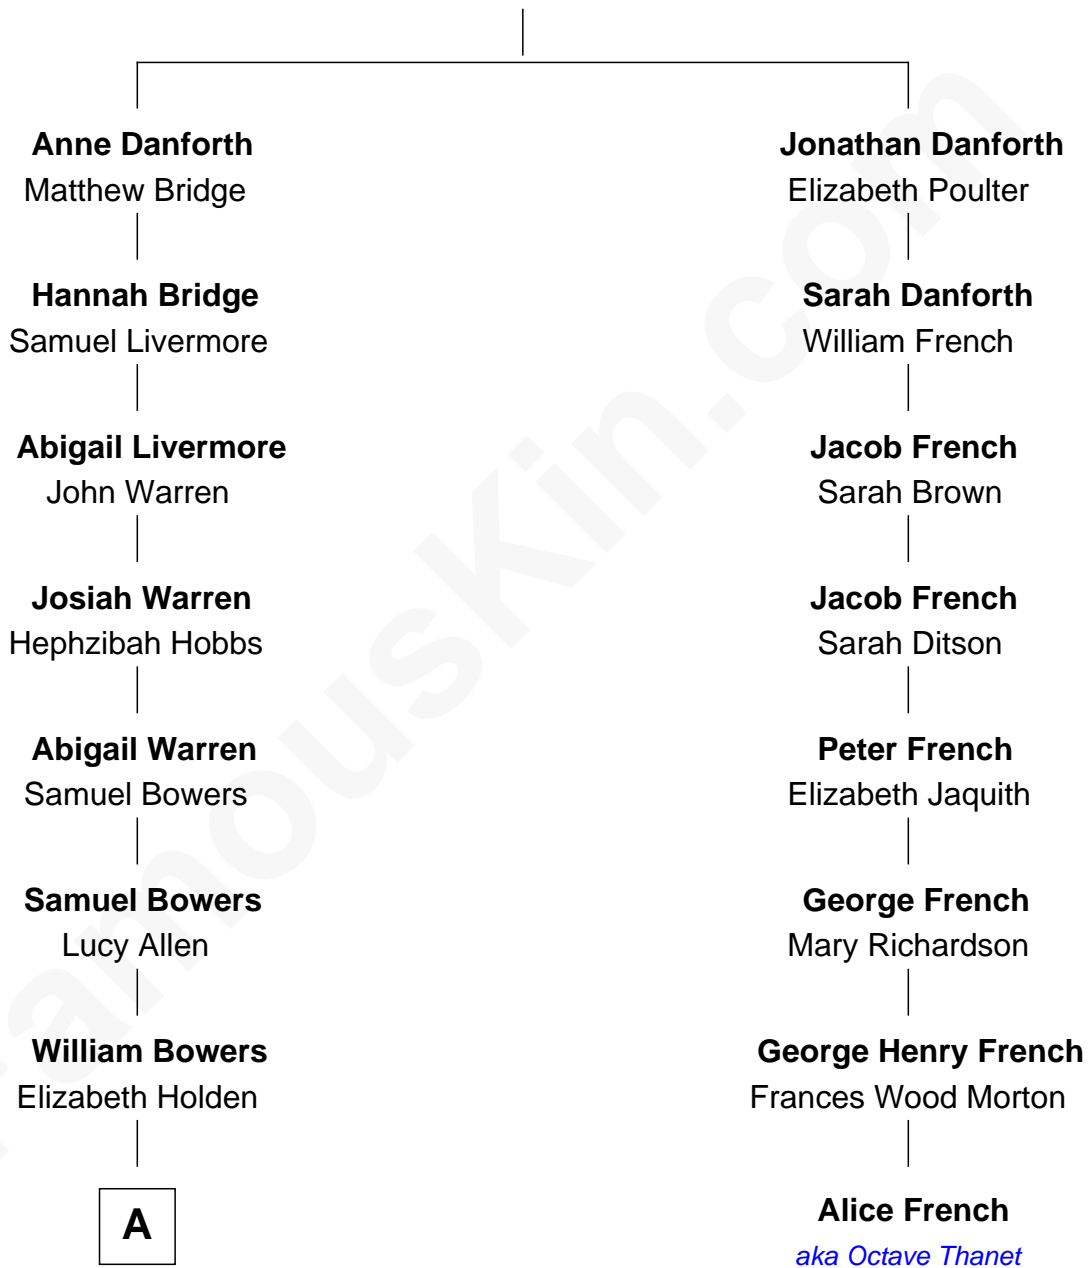 Anne Danforth
Matthew Bridge
Hannah Bridge
Samuel Livermore
Abigail Livermore
John Warren
Josiah Warren
Hephzibah Hobbs
Abigail Warren
Samuel Bowers
Samuel Bowers
Lucy Allen
William Bowers
Elizabeth Holden
A
Jonathan Danforth
Elizabeth Poulter
Sarah Danforth
William French
Jacob French
Sarah Brown
Jacob French
Sarah Ditson
Peter French
Elizabeth Jaquith
George French
Mary Richardson
George Henry French
Frances Wood Morton
Alice French
aka Octave Thanet
FamousKin.com